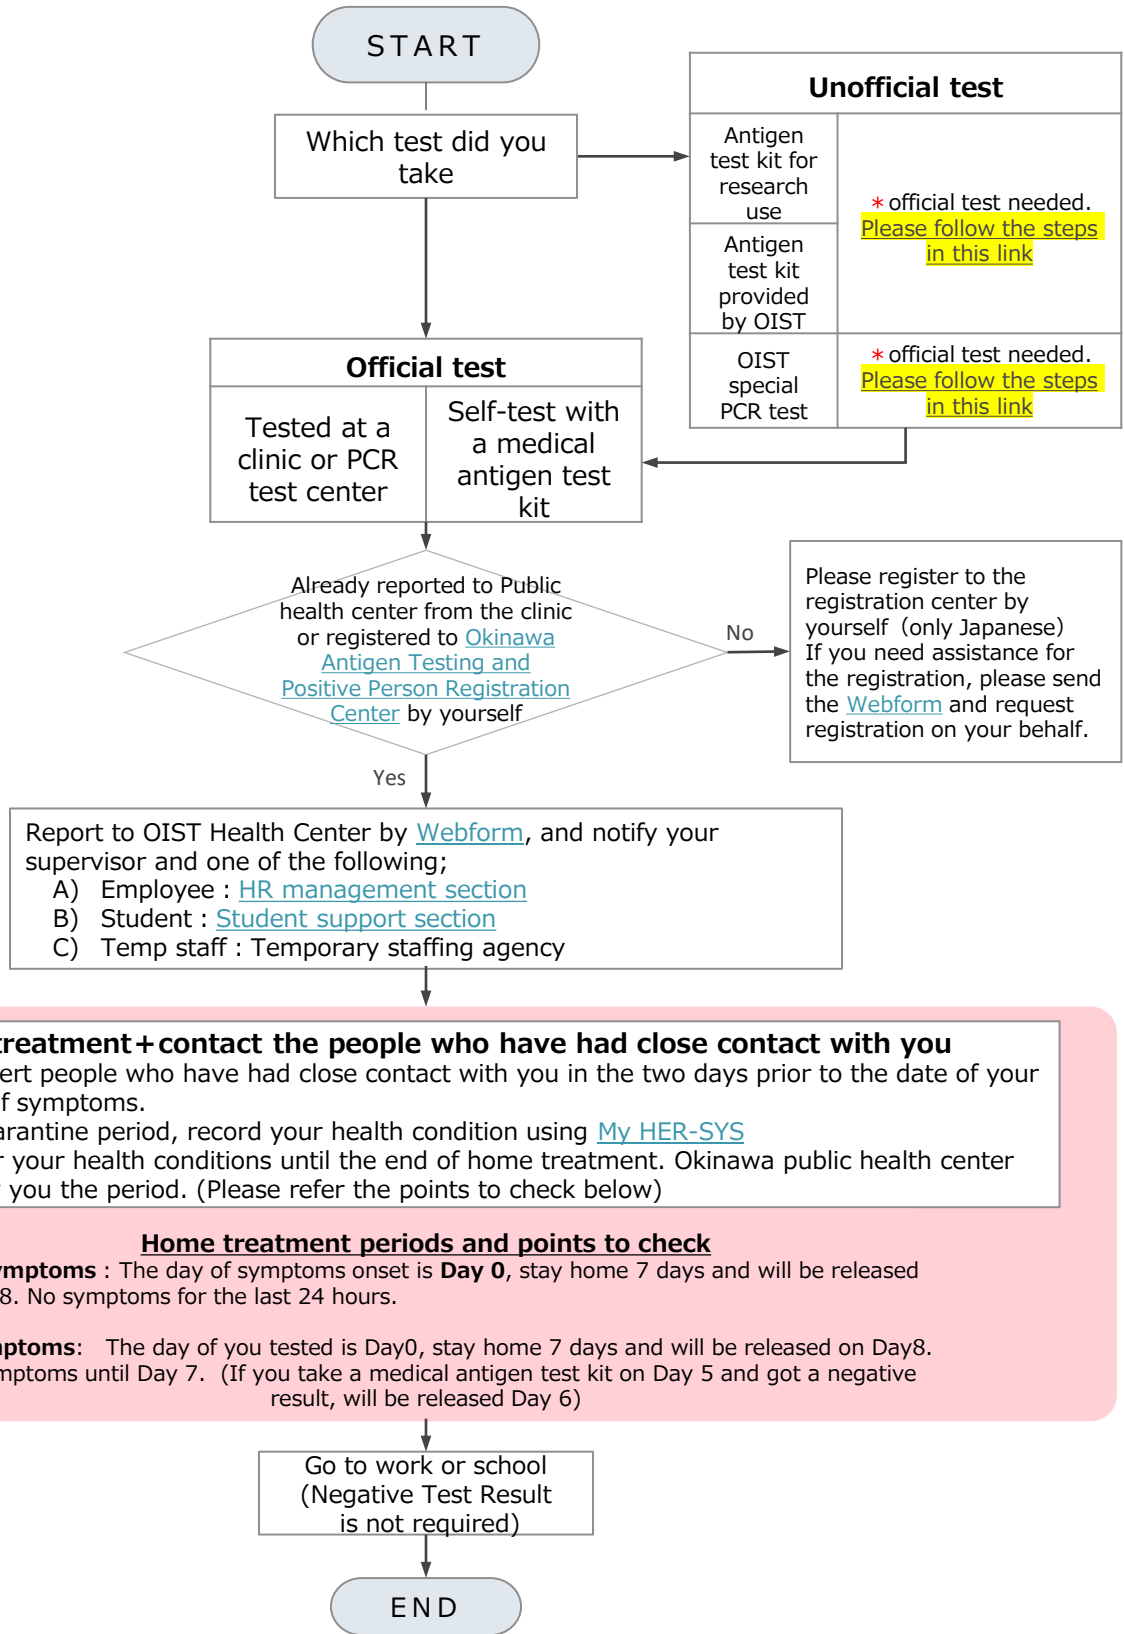 START
Which test did you
take
Unofficial test
Antigen
test kit for
research
use
Antigen
test kit
provided
by OIST
* official test needed.
Please follow the steps
in this link
OIST
special
PCR test
* official test needed.
Please follow the steps
in this link
Official test
Tested at a
clinic or PCR
test center
Self-test with
a medical
antigen test
kit
Already reported to Public
health center from the clinic
or registered to Okinawa
Antigen Testing and
Positive Person Registration
Center by yourself
No
Please register to the
registration center by
yourself（only Japanese）
If you need assistance for
the registration, please send
the Webform and request
registration on your behalf.
Yes
Report to OIST Health Center by Webform, and notify your
supervisor and one of the following;
A) Employee : HR management section
B) Student : Student support section
C) Temp staff : Temporary staffing agency
treatment+contact the people who have had close contact with you
people who have had close contact with you in the two days prior to the date of your
symptoms.
period, record your health condition using My HER-SYS
your health conditions until the end of home treatment. Okinawa public health center
you the period. (Please refer the points to check below)
Home treatment periods and points to check
: The day of symptoms onset is Day 0, stay home 7 days and will be released
8. No symptoms for the last 24 hours.
: The day of you tested is Day0, stay home 7 days and will be released on Day8.
until Day 7. (If you take a medical antigen test kit on Day 5 and got a negative
result, will be released Day 6)
Go to work or school
(Negative Test Result
is not required)
END